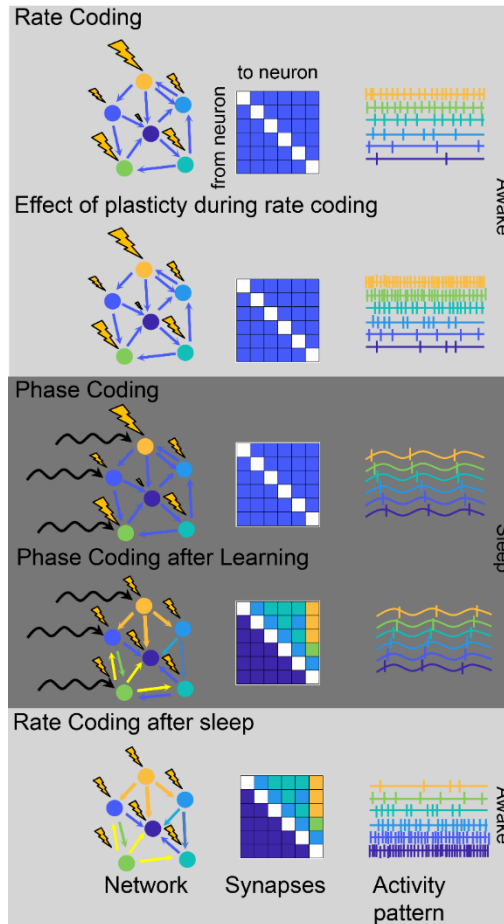 Rate Coding
to neuron
from neuron
Awake
Effect of plasticty during rate coding
Phase Coding
Sleep
Phase Coding after Learning
Rate Coding after sleep
Awake
Network
Synapses
Activity
pattern